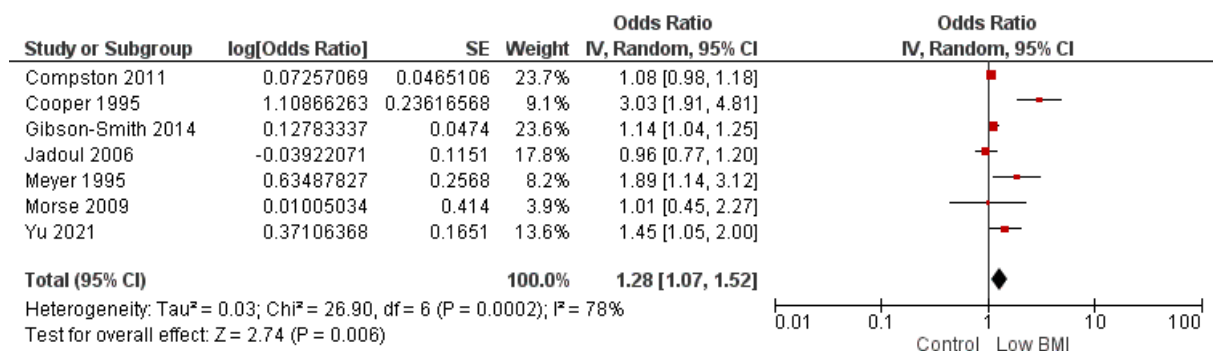 Odds Ratio Odds Ratio
Study or Subgroup log[Odds Ratio] SE Weight IV, Random, 95% CI IV, Random, 95% CI
Compston 2011 0.07257069 0.0465106 23.7% 1.08 [0.98, 1.18]
Cooper 1995 1.10866263 0.23616568 9.1% 3.03 [1.91, 4.81]
Gibson-Smith 2014 0.12783337 0.0474 23.6% 1.14 [1.04, 1.25]
Jadoul 2006 -0.03922071 0.1151 17.8% 0.96 [0.77, 1.20]
Meyer 1995 0.63487827 0.2568 8.2% 1.89 [1.14, 3.12]
Morse 2009 0.01005034 0.414 3.9% 1.01 [0.45, 2.27]
Yu 2021 0.37106368 0.1651 13.6% 1.45 [1.05, 2.00]
Total (95% CI) 100.0% 1.28 [1.07, 1.52]
Heterogeneity: Tau² = 0.03; Chi² = 26.90, df = 6 (P = 0.0002); I² = 78%
Test for overall effect: Z = 2.74 (P = 0.006)
0.01 0.1 1 10 100
Control Low BMI